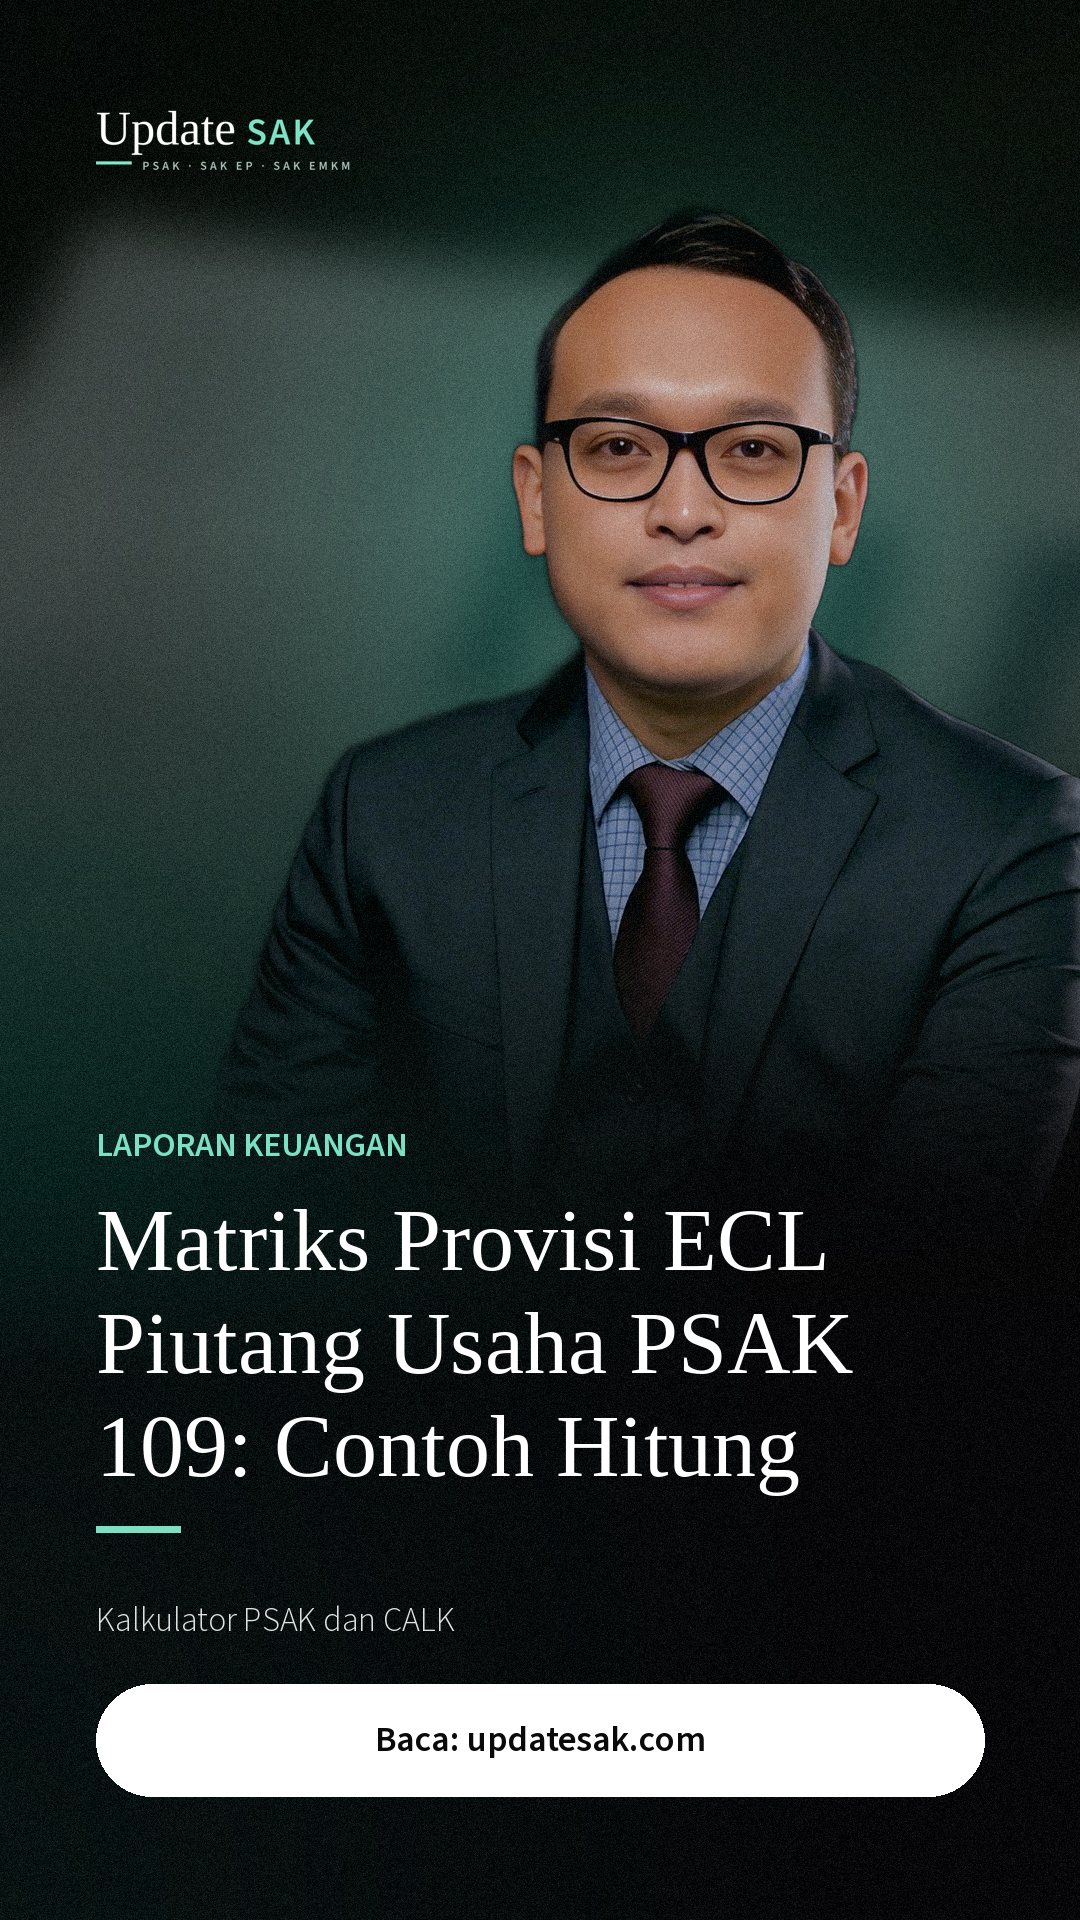 Update SAK
PSAK · SAK EP · SAK EMKM
LAPORAN KEUANGAN
Matriks Provisi ECL
Piutang Usaha PSAK
109: Contoh Hitung
Kalkulator PSAK dan CALK
Baca: updatesak.com